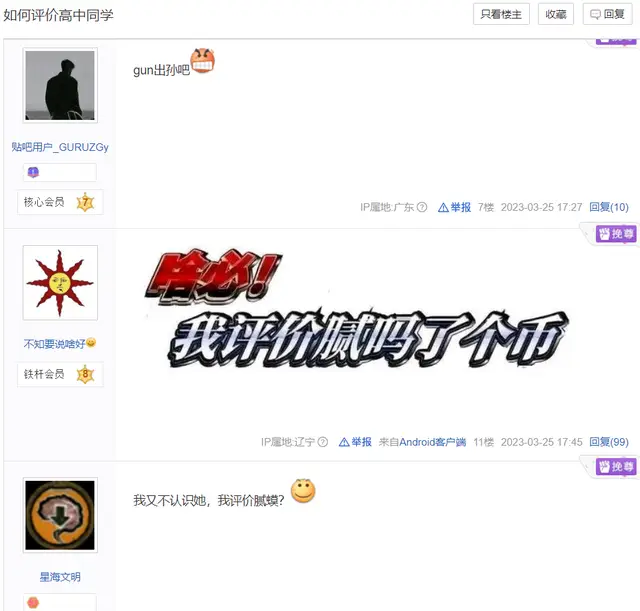 如何评价高中同学
只看楼主 收藏 回复
gun出孙吧
贴吧用户_GURUZGy
1
核心会员 7
IP属地:广东 举报 7楼 2023-03-25 17:27 回复(10)
挽尊
啥必!
我评价腻吗了个币
不知要说啥好
铁杆会员 8
IP属地:辽宁 举报 来自Android客户端 11楼 2023-03-25 17:45 回复(99)
挽尊
我又不认识她，我评价腻蟆?
星海文明